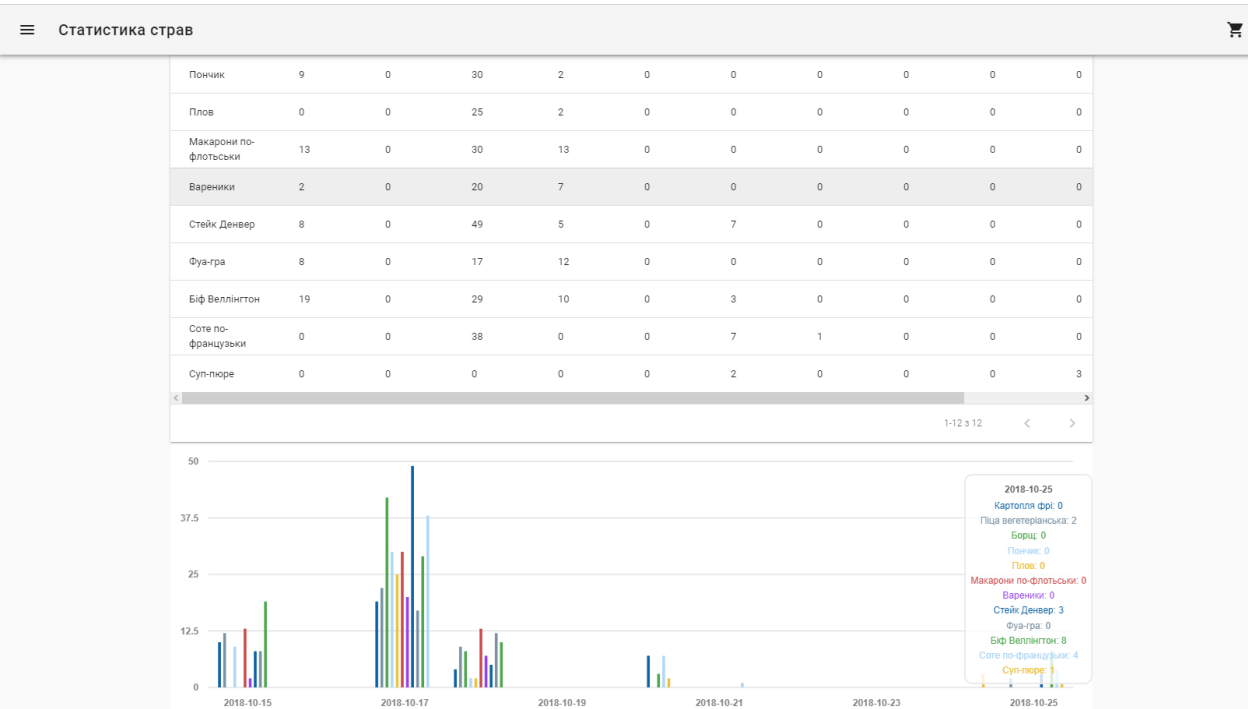 Статистика страв
Пончик 9 0 30 2 0 0 0 0 0 0
Плов 0 0 25 2 0 0 0 0 0 0
Макарони по-
флотьськи 13 0 30 13 0 0 0 0 0 0
Вареники 2 0 20 7 0 0 0 0 0 0
Стейк Денвер 8 0 49 5 0 7 0 0 0 0
Фуа-гра 8 0 17 12 0 0 0 0 0 0
Біф Веллінгтон 19 0 29 10 0 3 0 0 0 0
Соте по-
французьки 0 0 38 0 0 7 1 0 0 0
Суп-пюре 0 0 0 0 0 2 0 0 0 3
1-12 з 12
50
37.5
25
12.5
0
2018-10-15 2018-10-17 2018-10-19 2018-10-21 2018-10-23 2018-10-25
2018-10-25
Картопля фрі: 0
Піца вегетеріанська: 2
Борщ: 0
Пончик: 0
Плов: 0
Макарони по-флотьськи: 0
Вареники: 0
Стейк Денвер: 3
Фуа-гра: 0
Біф Веллінгтон: 8
Соте по-французьки: 4
Суп-пюре: 1